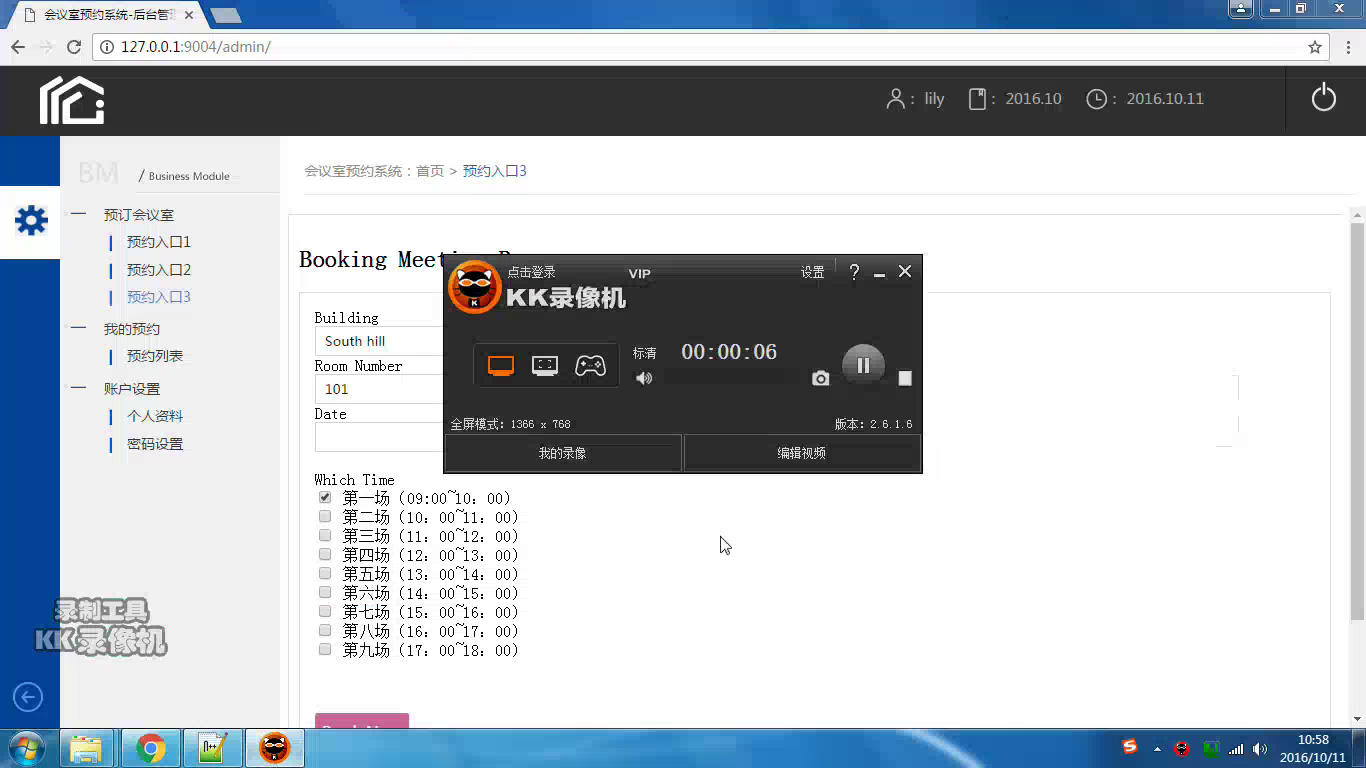 会议室预约系统-后台管理
127.0.0.1:9004/admin/
: lily
: 2016.10
: 2016.10.11
BM / Business Module
会议室预约系统：首页 > 预约入口3
预订会议室
预约入口1
预约入口2
预约入口3
我的预约
预约列表
账户设置
个人资料
密码设置
Booking Meeting R
Building
South hill
Room Number
101
Date
点击登录
VIP
设置
?
KK录像机
标清
00:00:06
全屏模式: 1366 x 768
版本: 2.6.1.6
我的录像
编辑视频
Which Time
第一场 (09:00~10：00)
第二场 (10：00~11：00)
第三场 (11：00~12：00)
第四场 (12：00~13：00)
第五场 (13：00~14：00)
第六场 (14：00~15：00)
第七场 (15：00~16：00)
第八场 (16：00~17：00)
第九场 (17：00~18：00)
录制工具
KK录像机
10:58
2016/10/11